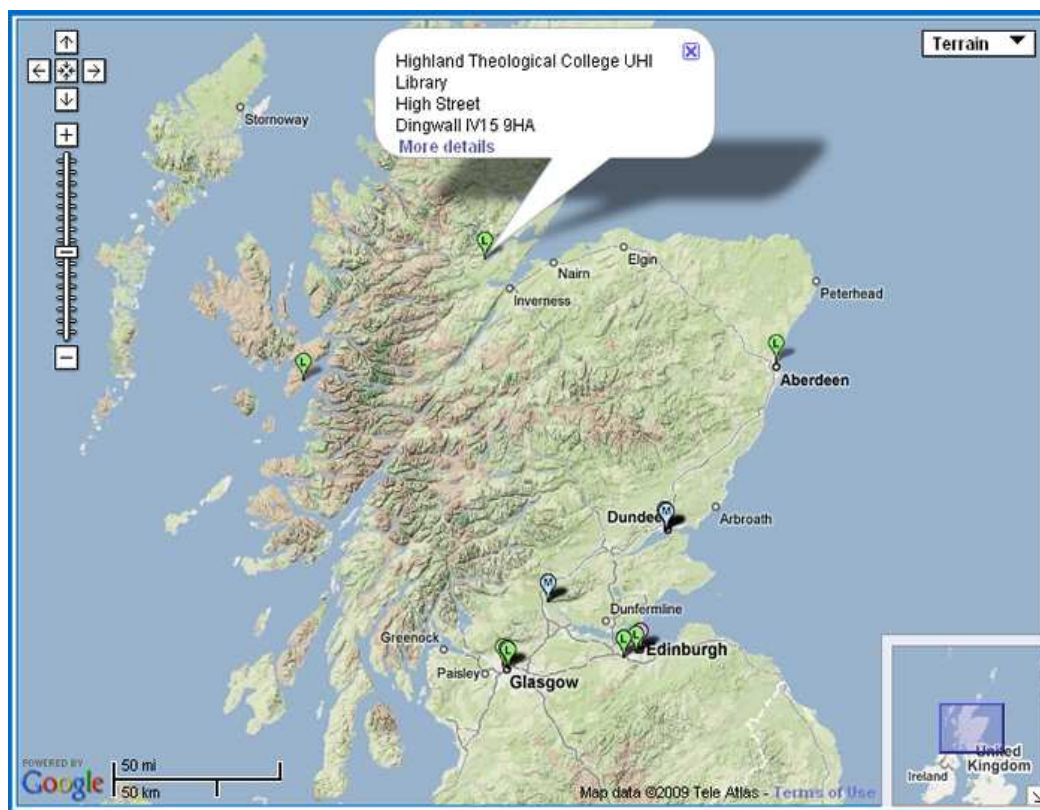 Highland Theological College UHI
Library
High Street
Dingwall IV15 9HA
More details
Terrain
Stornoway
L
Nairn
Elgin
Inverness
Peterhead
L
L
Aberdeen
M
Dundee
Arbroath
M
Dunfermline
L
L
Edinburgh
Greenock
L
Paisley
Glasgow
POWERED BY
Google
50 mi
50 km
Map data ©2009 Tele Atlas - Terms of Use
United
Kingdom
Ireland